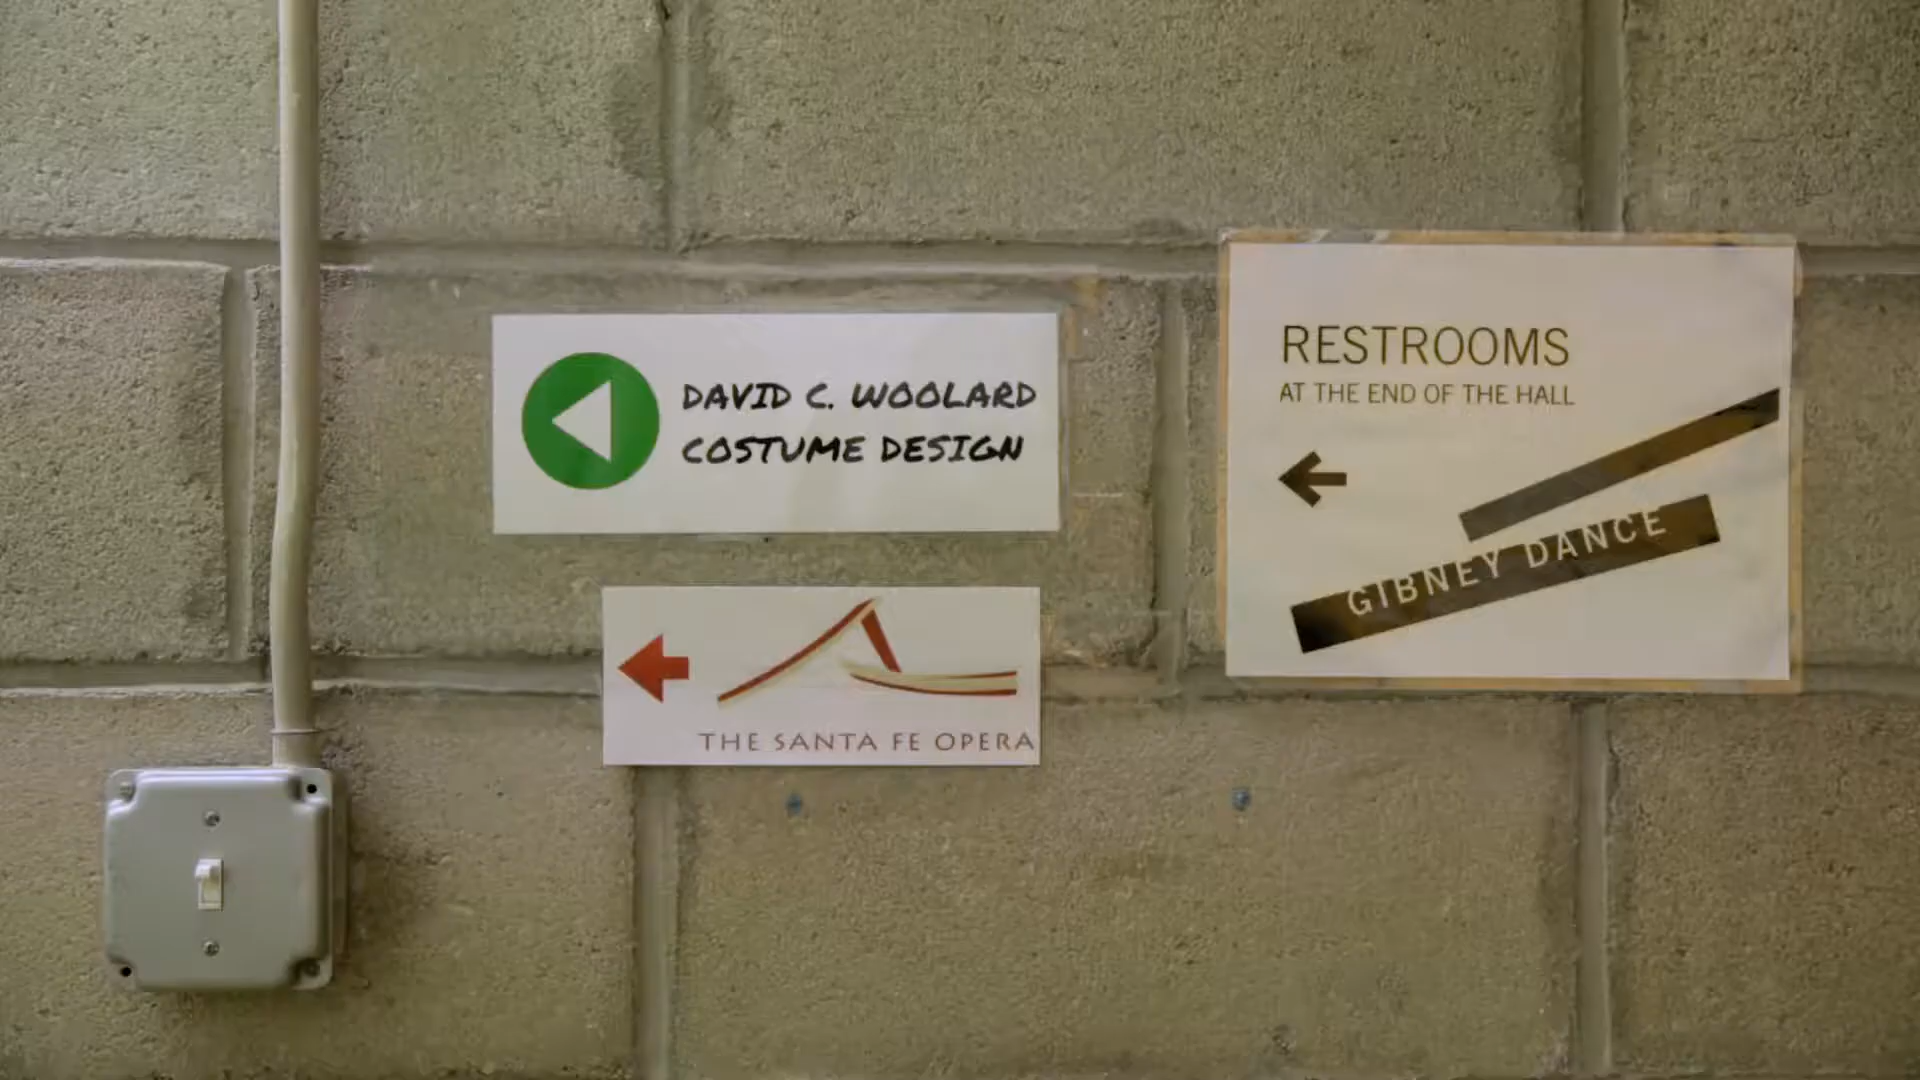 DAVID C. WOOLARD
COSTUME DESIGN
THE SANTA FE OPERA
RESTROOMS
AT THE END OF THE HALL
GIBNEY DANCE